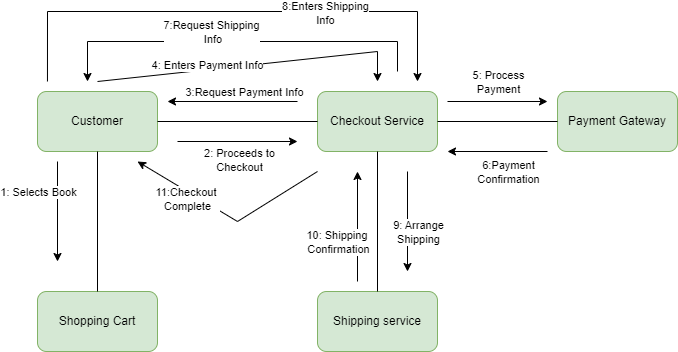 8:Enters Shipping
Info
7:Request Shipping
Info
4: Enters Payment Info
5: Process
Payment
3:Request Payment Info
Customer
Checkout Service
Payment Gateway
2: Proceeds to
Checkout
6:Payment
Confirmation
1: Selects Book
11:Checkout
Complete
9: Arrange
Shipping
10: Shipping
Confirmation
Shopping Cart
Shipping service